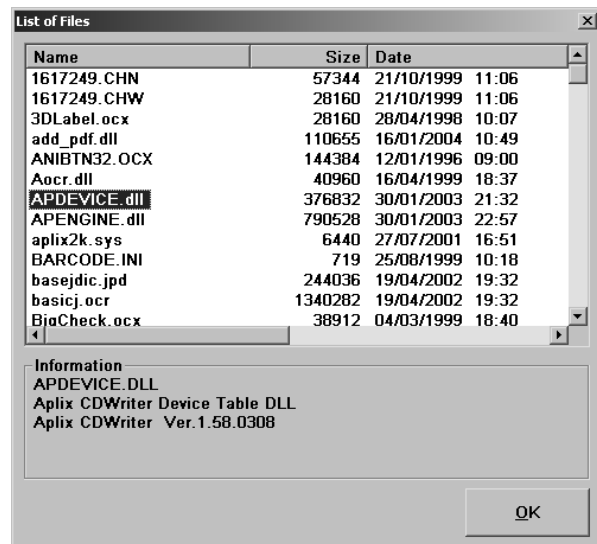 List of Files
Name Size Date
1617249.CHN 57344 21/10/1999 11:06
1617249.CHW 28160 21/10/1999 11:06
3DLabel.ocx 28160 28/04/1998 10:07
add_pdf.dll 110655 16/01/2004 10:49
ANIBTN32.OCX 144384 12/01/1996 09:00
Aocr.dll 40960 16/04/1999 18:37
APDEVICE.dll 376832 30/01/2003 21:32
APENGINE.dll 790528 30/01/2003 22:57
aplix2k.sys 6440 27/07/2001 16:51
BARCODE.INI 719 25/08/1999 10:18
basejdic.jpd 244036 19/04/2002 19:32
basicj.ocr 1340282 19/04/2002 19:32
BigCheck.ocx 38912 04/03/1999 18:40
Information
APDEVICE.DLL
Aplix CDWriter Device Table DLL
Aplix CDWriter Ver.1.58.0308
OK